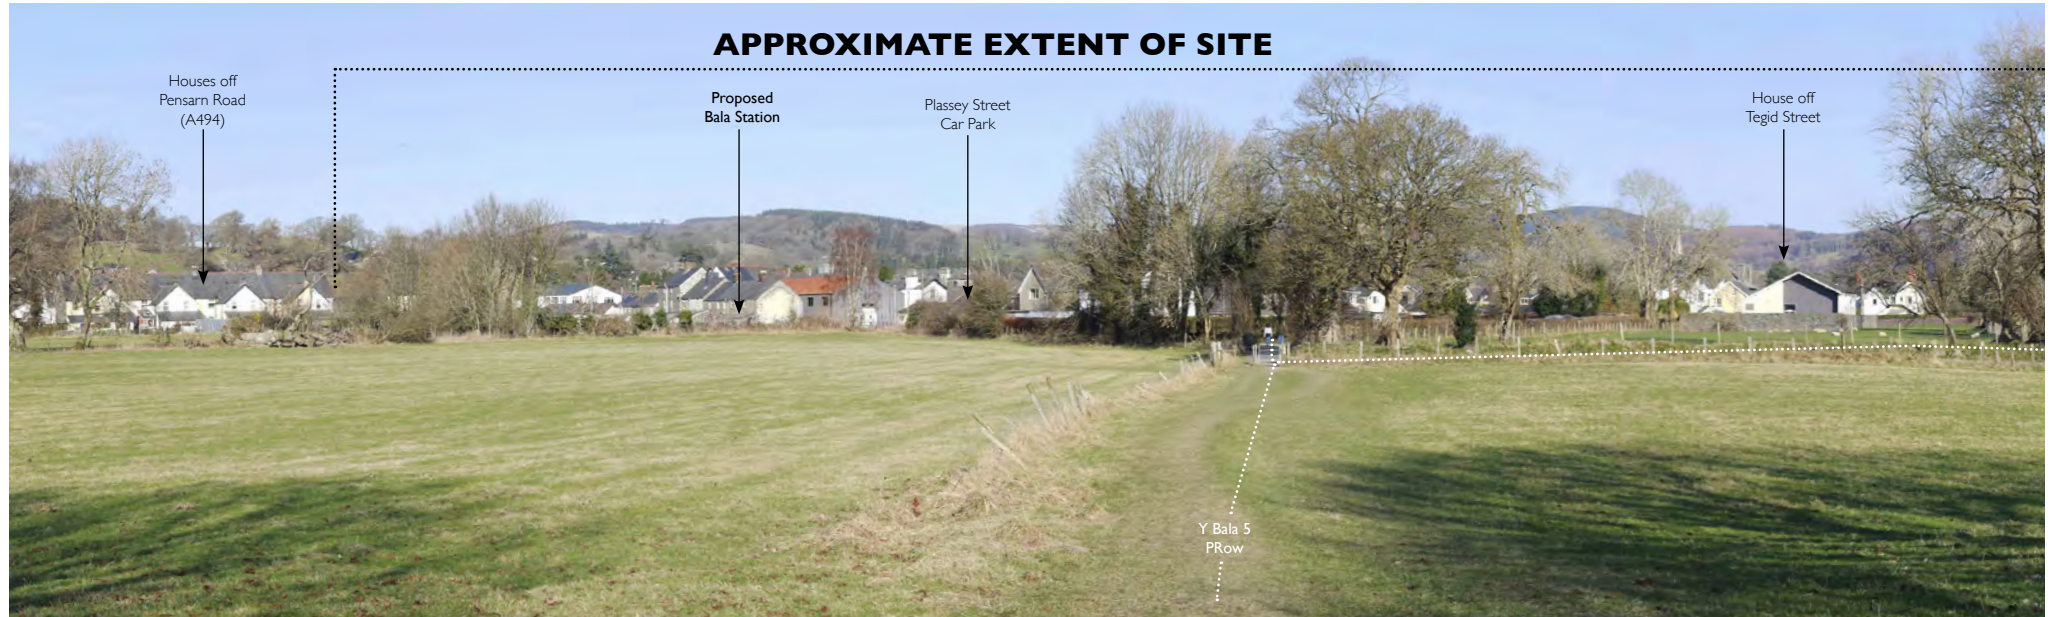 APPROXIMATE EXTENT OF SITE
Houses off
Pensarn Road
(A494)
Proposed
Bala Station
Plassey Street
Car Park
House off
Tegid Street
Y Bala 5
PRow